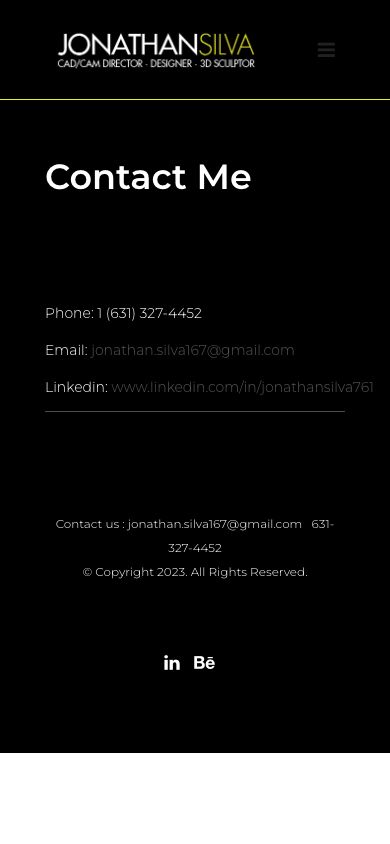 JONATHANSILVA
CAD/CAM DIRECTOR · DESIGNER · 3D SCULPTOR
Contact Me
Phone: 1 (631) 327-4452
Email: jonathan.silva167@gmail.com
Linkedin: www.linkedin.com/in/jonathansilva761
Contact us : jonathan.silva167@gmail.com   631-
327-4452
© Copyright 2023. All Rights Reserved.
in Bē